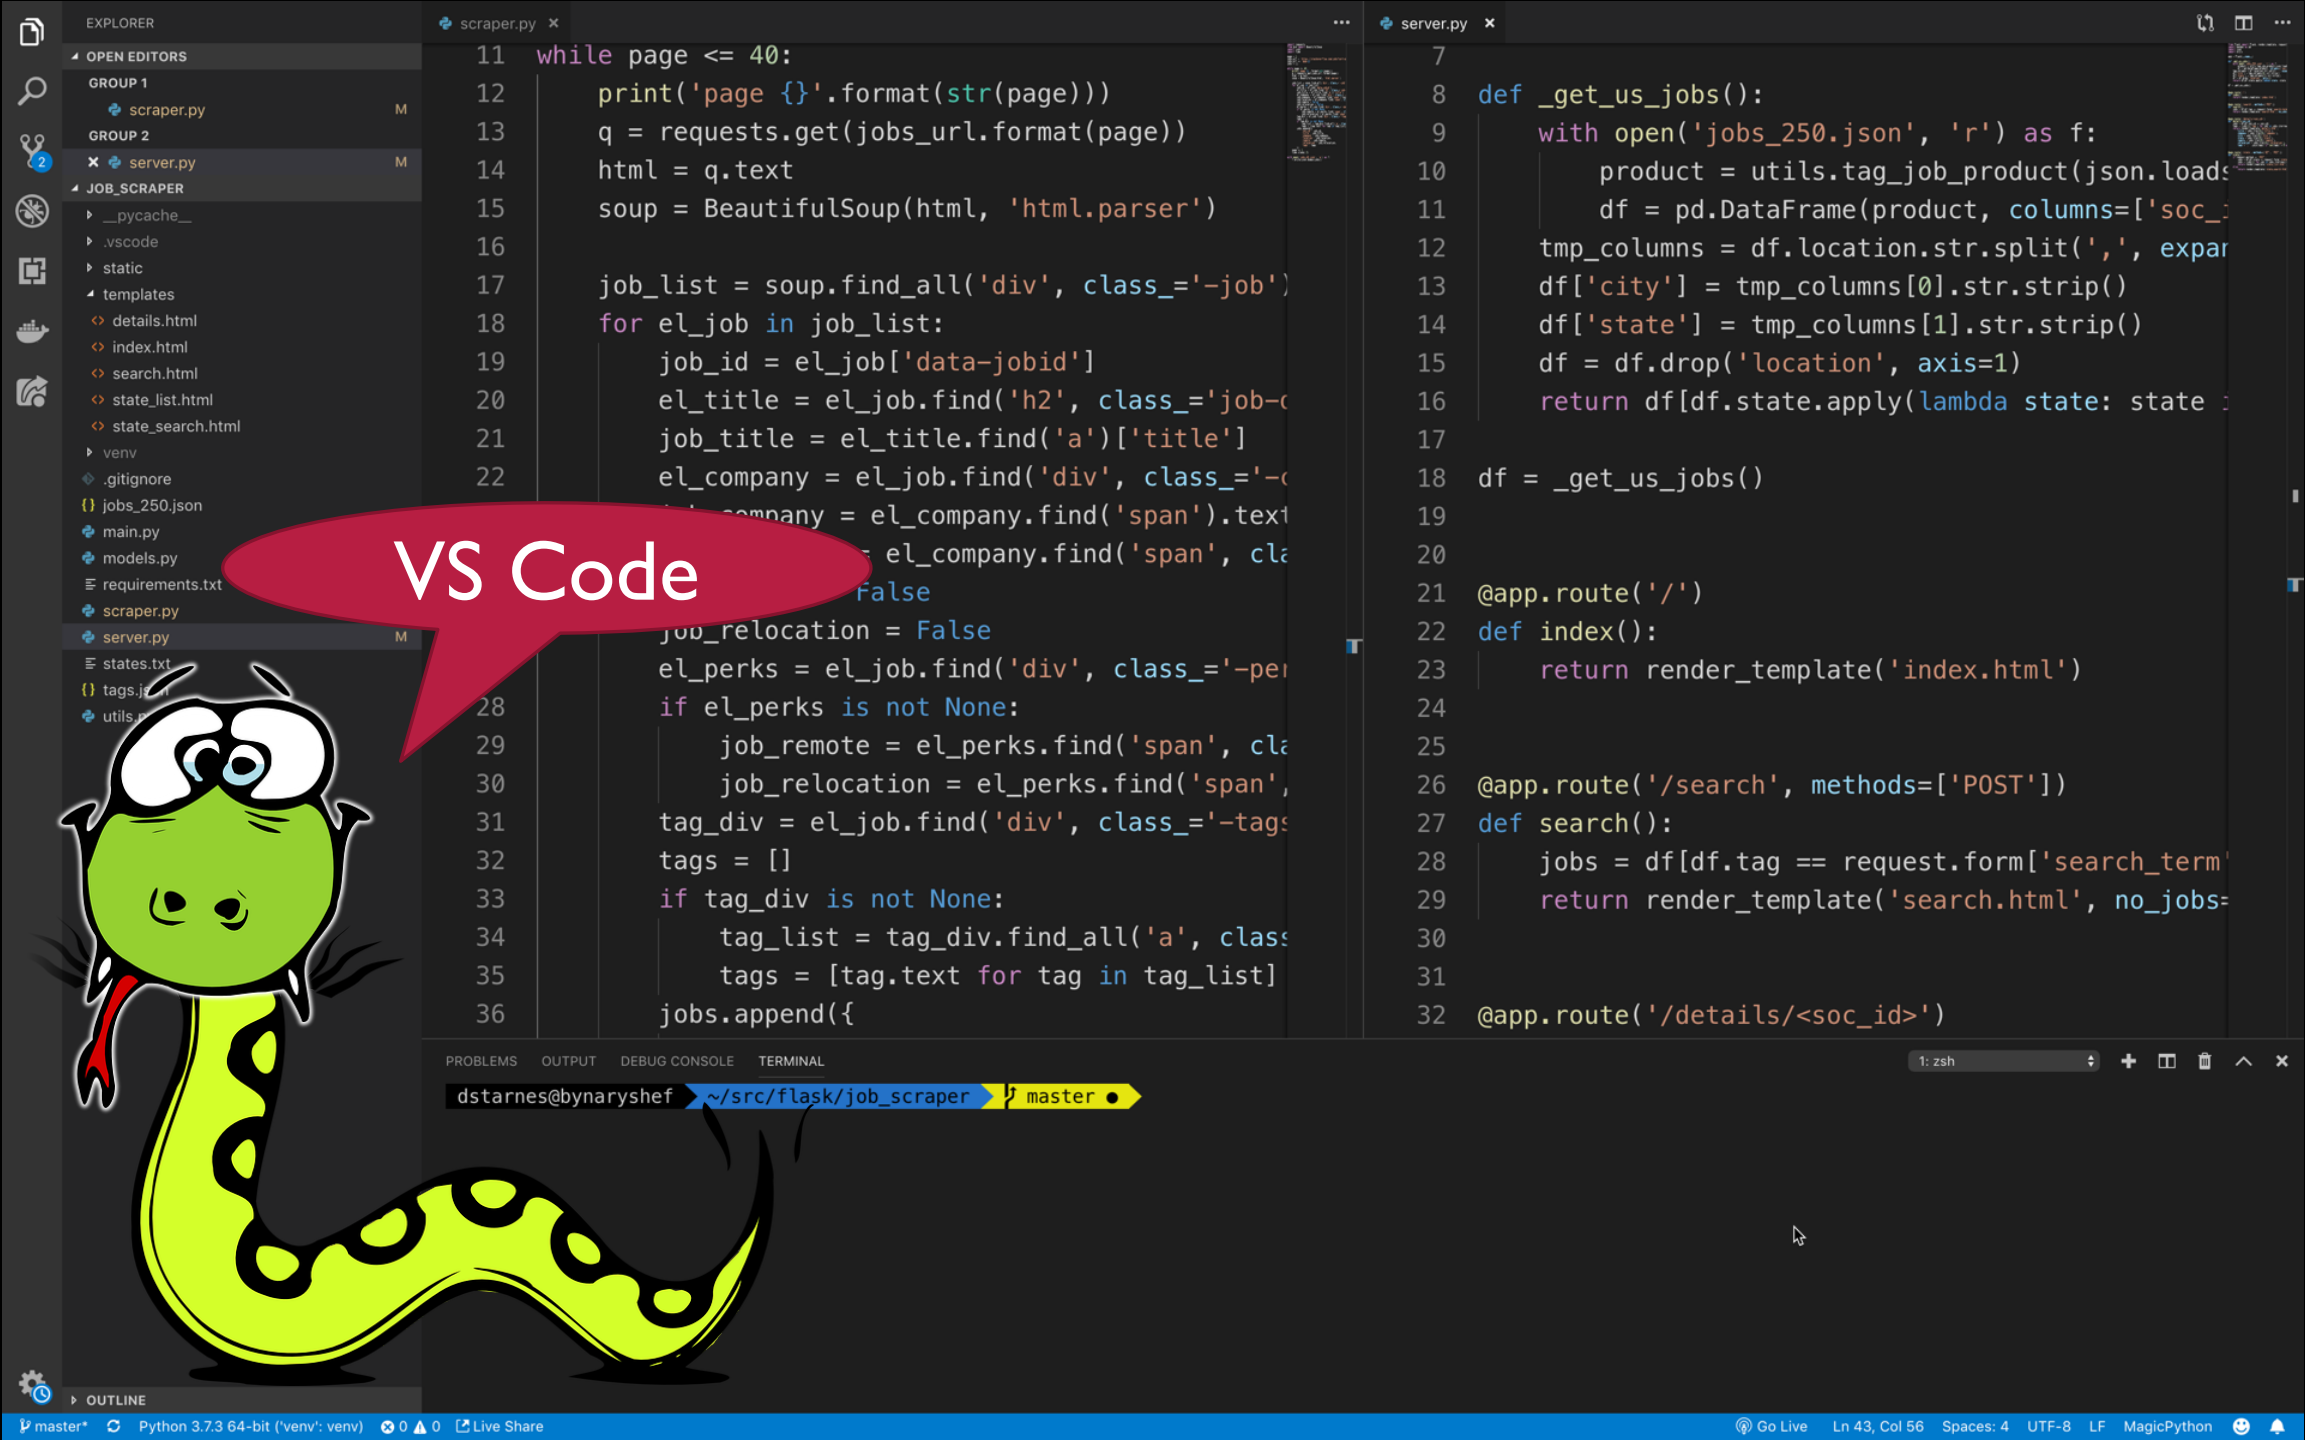 EXPLORER
OPEN EDITORS
GROUP 1
scraper.py M
GROUP 2
server.py M
JOB_SCRAPER
__pycache__
.vscode
static
templates
details.html
index.html
search.html
state_list.html
state_search.html
venv
.gitignore
jobs_250.json
main.py
models.py
requirements.txt
scraper.py
server.py M
states.txt
OUTLINE
VS Code
scraper.py
11 while page <= 40:
12 print('page {}'.format(str(page)))
13 q = requests.get(jobs_url.format(page))
14 html = q.text
15 soup = BeautifulSoup(html, 'html.parser')
16
17 job_list = soup.find_all('div', class_='-job')
18 for el_job in job_list:
19 job_id = el_job['data-jobid']
20 el_title = el_job.find('h2', class_='job-
21 job_title = el_title.find('a')['title']
22 el_company = el_job.find('div', class_='-
= el_company.find('span').text
= el_company.find('span', cla
False
job_relocation = False
el_perks = el_job.find('div', class_='-per
28 if el_perks is not None:
29 job_remote = el_perks.find('span', cla
30 job_relocation = el_perks.find('span',
31 tag_div = el_job.find('div', class_='-tags
32 tags = []
33 if tag_div is not None:
34 tag_list = tag_div.find_all('a', class
35 tags = [tag.text for tag in tag_list]
36 jobs.append({
server.py
7
8 def _get_us_jobs():
9 with open('jobs_250.json', 'r') as f:
10 product = utils.tag_job_product(json.loads
11 df = pd.DataFrame(product, columns=['soc_i
12 tmp_columns = df.location.str.split(',', expan
13 df['city'] = tmp_columns[0].str.strip()
14 df['state'] = tmp_columns[1].str.strip()
15 df = df.drop('location', axis=1)
16 return df[df.state.apply(lambda state: state i
17
18 df = _get_us_jobs()
19
20
21 @app.route('/')
22 def index():
23 return render_template('index.html')
24
25
26 @app.route('/search', methods=['POST'])
27 def search():
28 jobs = df[df.tag == request.form['search_term'
29 return render_template('search.html', no_jobs=
30
31
32 @app.route('/details/<soc_id>')
PROBLEMS OUTPUT DEBUG CONSOLE TERMINAL 1: zsh
dstarnes@bynaryshef ~/src/flask/job_scraper master ●
master* Python 3.7.3 64-bit ('venv': venv) 0 0 Live Share Go Live Ln 43, Col 56 Spaces: 4 UTF-8 LF MagicPython